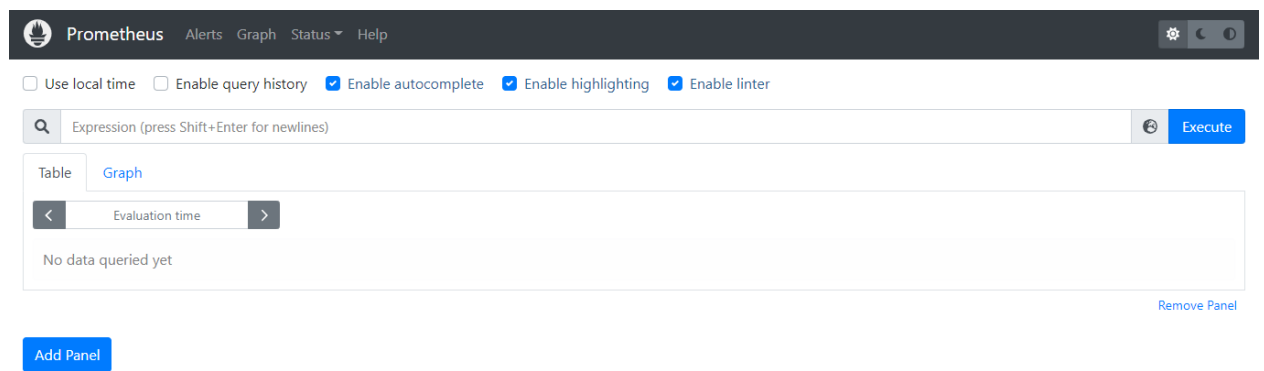 Prometheus Alerts Graph Status Help
Use local time Enable query history Enable autocomplete Enable highlighting Enable linter
Expression (press Shift+Enter for newlines) Execute
Table Graph
Evaluation time
No data queried yet
Remove Panel
Add Panel